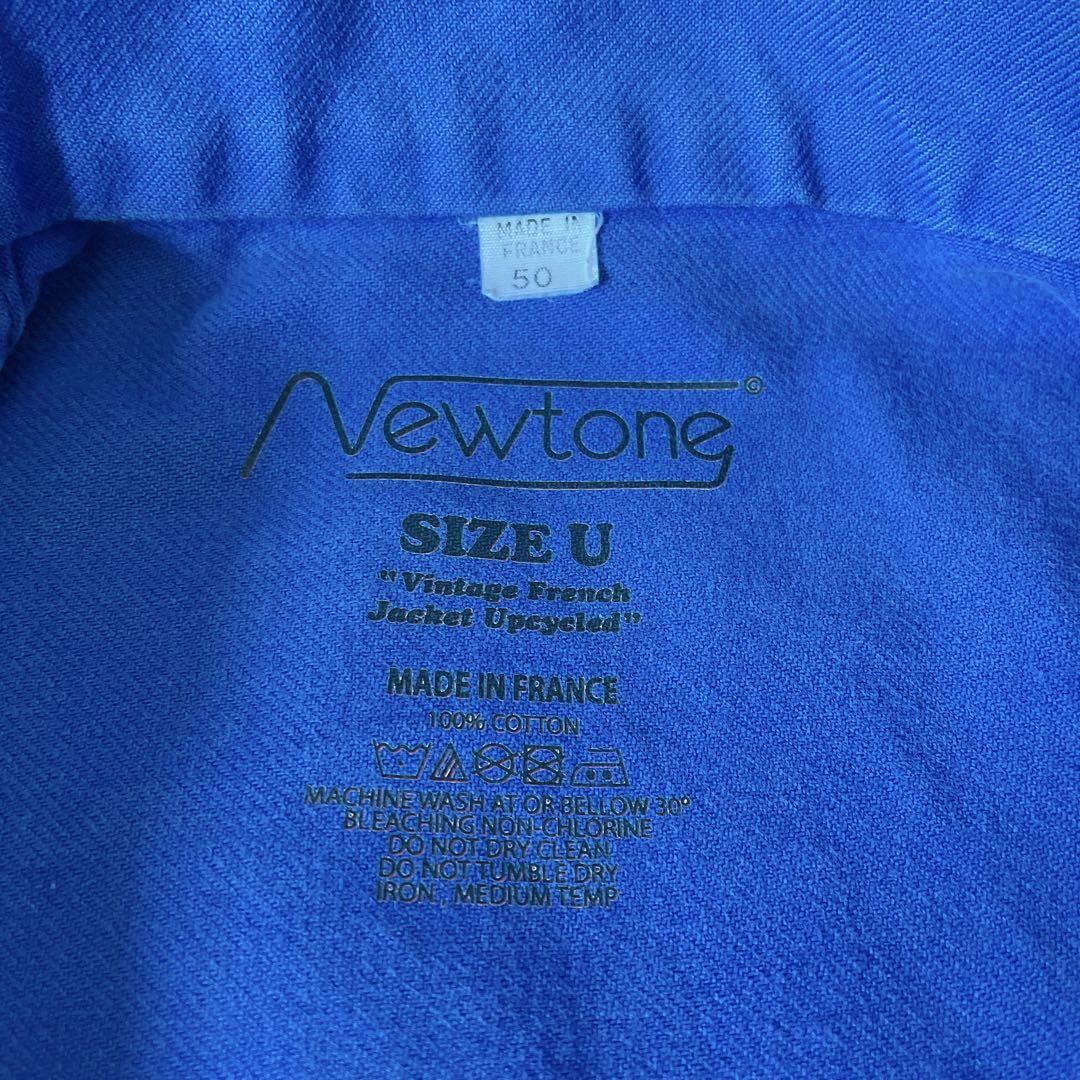 MADE IN
FRANCE
50
Newtone ©
SIZE U
"Vintage French
Jacket Upcycled"
MADE IN FRANCE
100% COTTON
MACHINE WASH AT OR BELLOW 30º
BLEACHING NON-CHLORINE
DO NOT DRY CLEAN
DO NOT TUMBLE DRY
IRON, MEDIUM TEMP